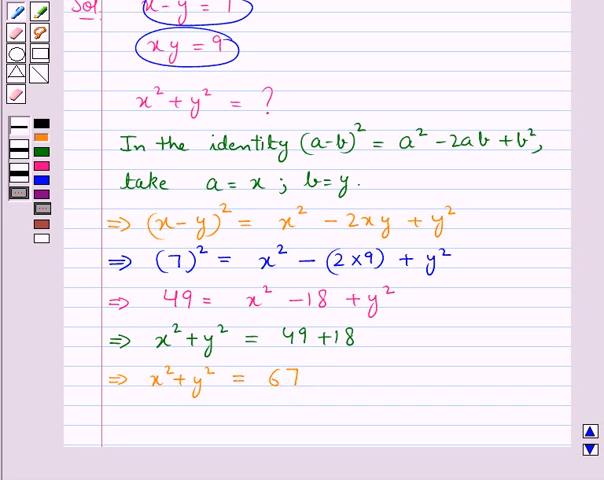 Sol.
x - y = 7
xy = 9
x² + y² = ?
In the identity (a-b)² = a² - 2ab + b²,
take a = x ; b = y.
⇒ (x - y)² = x² - 2xy + y²
⇒ (7)² = x² - (2 × 9) + y²
⇒ 49 = x² - 18 + y²
⇒ x² + y² = 49 + 18
⇒ x² + y² = 67